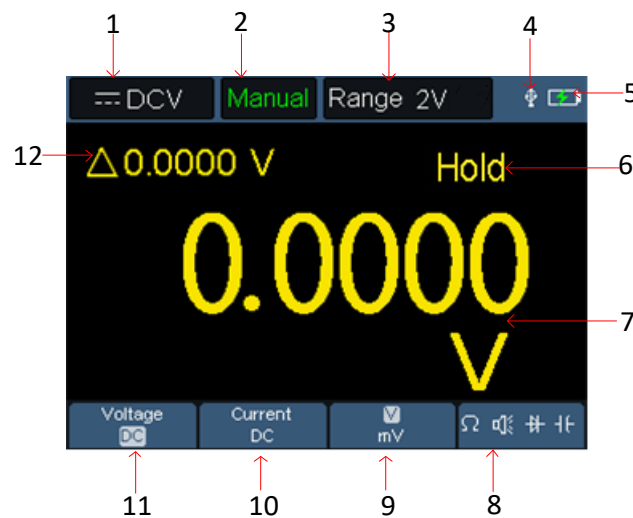 1 2 3 4
DCV Manual Range 2V 5
12 △0.0000 V Hold 6
0.0000
7
V
Voltage Current V Ω
DC DC mV
11 10 9 8